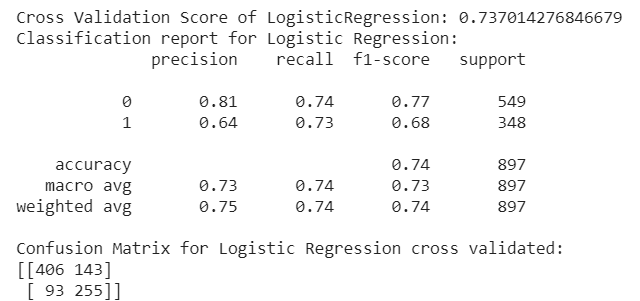 Cross Validation Score of LogisticRegression: 0.737014276846679
Classification report for Logistic Regression:
precision recall f1-score support
0 0.81 0.74 0.77 549
1 0.64 0.73 0.68 348
accuracy 0.74 897
macro avg 0.73 0.74 0.73 897
weighted avg 0.75 0.74 0.74 897
Confusion Matrix for Logistic Regression cross validated:
[[406 143]
[ 93 255]]